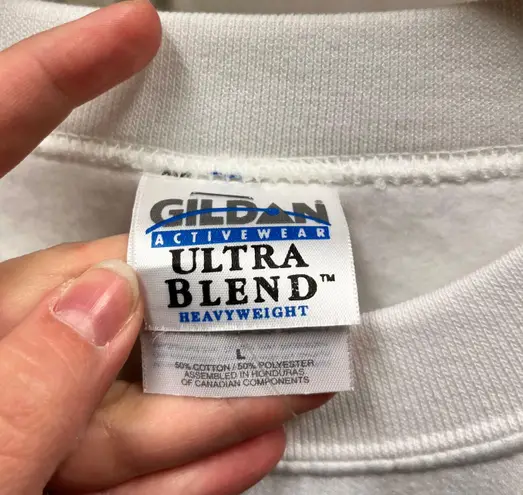 GILDAN
ACTIVEWEAR
ULTRA
BLEND™
HEAVYWEIGHT
L
50% COTTON / 50% POLYESTER
ASSEMBLED IN HONDURAS
OF CANADIAN COMPONENTS